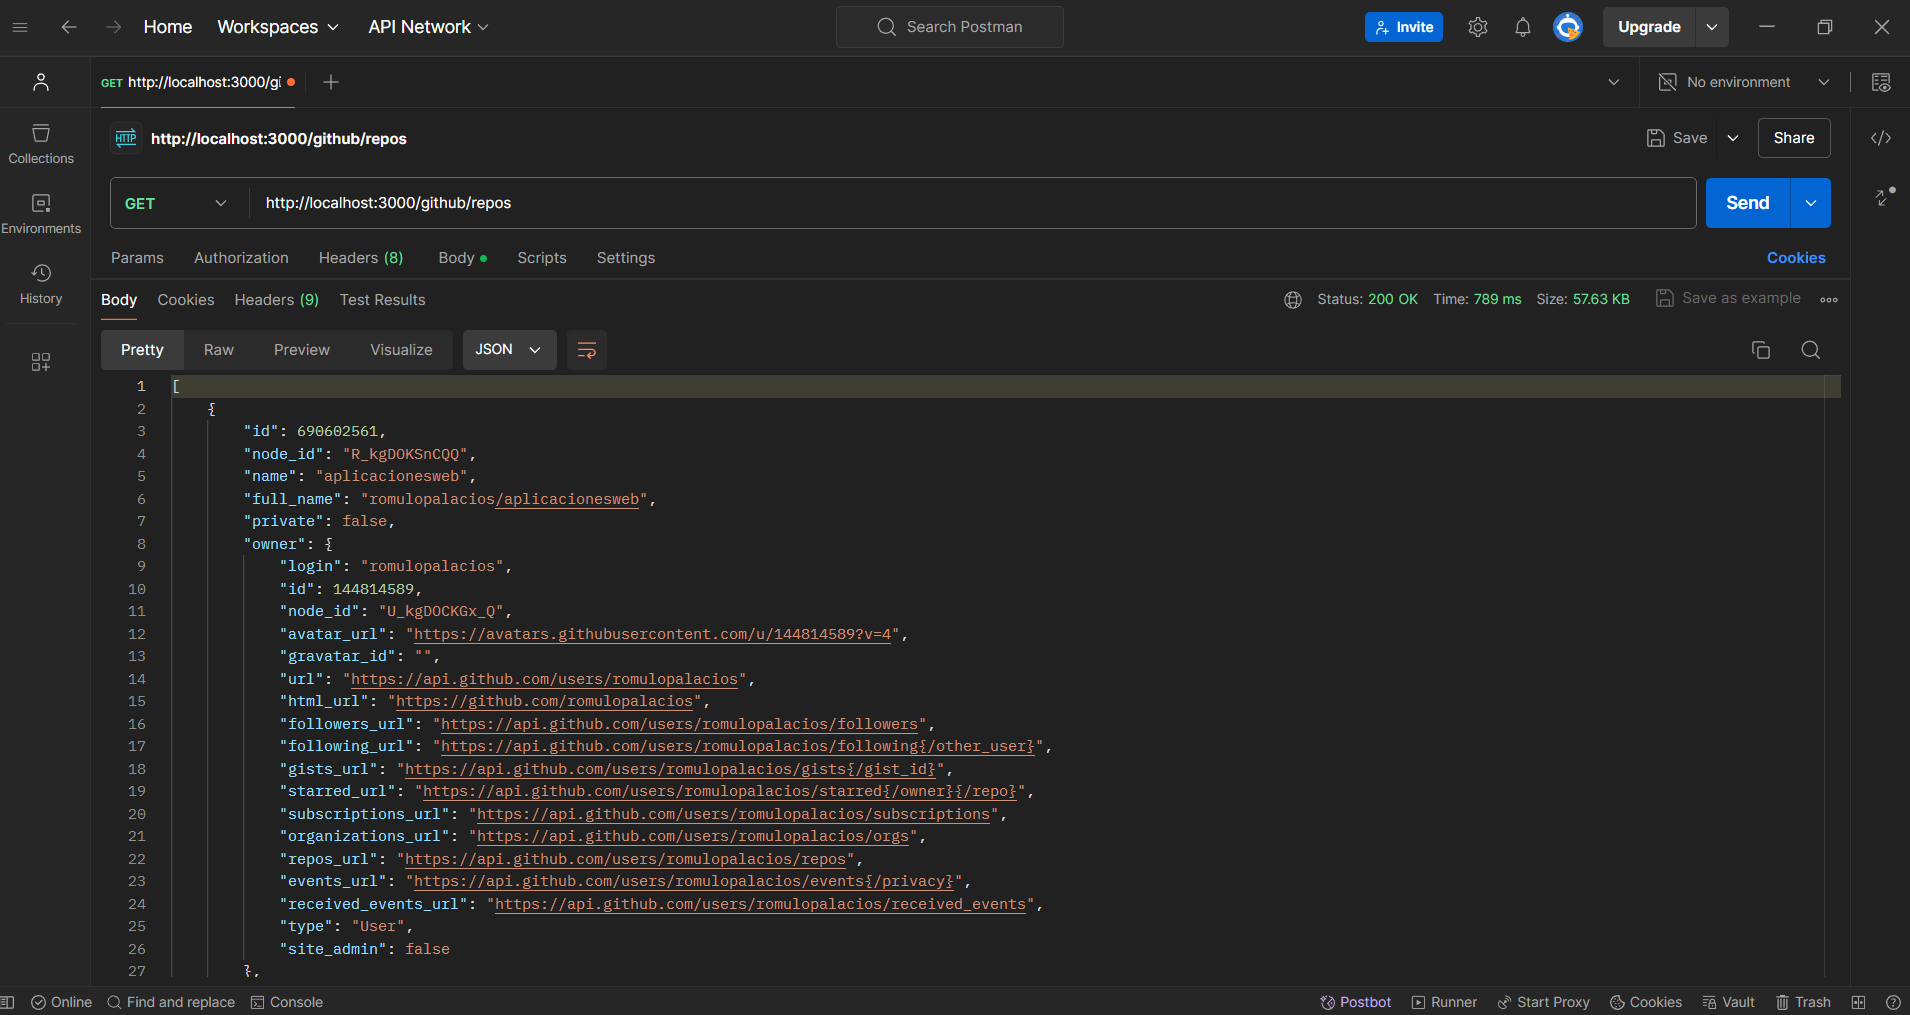 Home Workspaces API Network Search Postman Invite Upgrade
GET http://localhost:3000/gi No environment
HTTP http://localhost:3000/github/repos Save Share
Collections
GET http://localhost:3000/github/repos Send
Environments
Params Authorization Headers (8) Body Scripts Settings Cookies
History
Body Cookies Headers (9) Test Results Status: 200 OK Time: 789 ms Size: 57.63 KB Save as example
Pretty Raw Preview Visualize JSON
1 [
2 {
3 "id": 690602561,
4 "node_id": "R_kgDOKSnCQQ",
5 "name": "aplicacionesweb",
6 "full_name": "romulopalacios/aplicacionesweb",
7 "private": false,
8 "owner": {
9 "login": "romulopalacios",
10 "id": 144814589,
11 "node_id": "U_kgDOCKGx_Q",
12 "avatar_url": "https://avatars.githubusercontent.com/u/144814589?v=4",
13 "gravatar_id": "",
14 "url": "https://api.github.com/users/romulopalacios",
15 "html_url": "https://github.com/romulopalacios",
16 "followers_url": "https://api.github.com/users/romulopalacios/followers",
17 "following_url": "https://api.github.com/users/romulopalacios/following{/other_user}",
18 "gists_url": "https://api.github.com/users/romulopalacios/gists{/gist_id}",
19 "starred_url": "https://api.github.com/users/romulopalacios/starred{/owner}{/repo}",
20 "subscriptions_url": "https://api.github.com/users/romulopalacios/subscriptions",
21 "organizations_url": "https://api.github.com/users/romulopalacios/orgs",
22 "repos_url": "https://api.github.com/users/romulopalacios/repos",
23 "events_url": "https://api.github.com/users/romulopalacios/events{/privacy}",
24 "received_events_url": "https://api.github.com/users/romulopalacios/received_events",
25 "type": "User",
26 "site_admin": false
27 },
Online Find and replace Console Postbot Runner Start Proxy Cookies Vault Trash